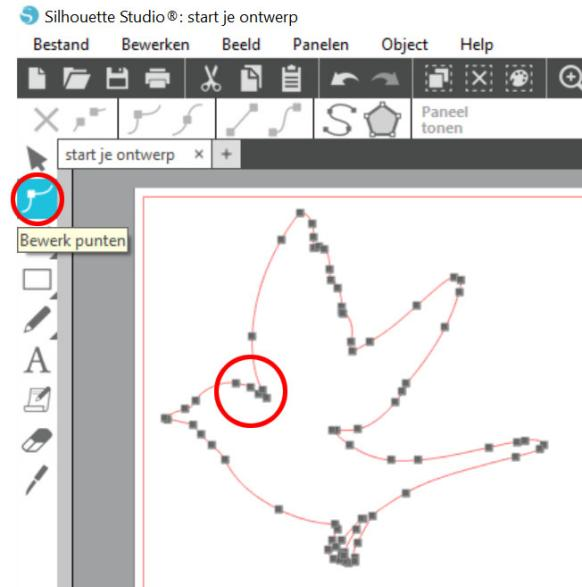 Silhouette Studio®: start je ontwerp
Bestand Bewerken Beeld Panelen Object Help
Paneel
tonen
start je ontwerp × +
Bewerk punten
A